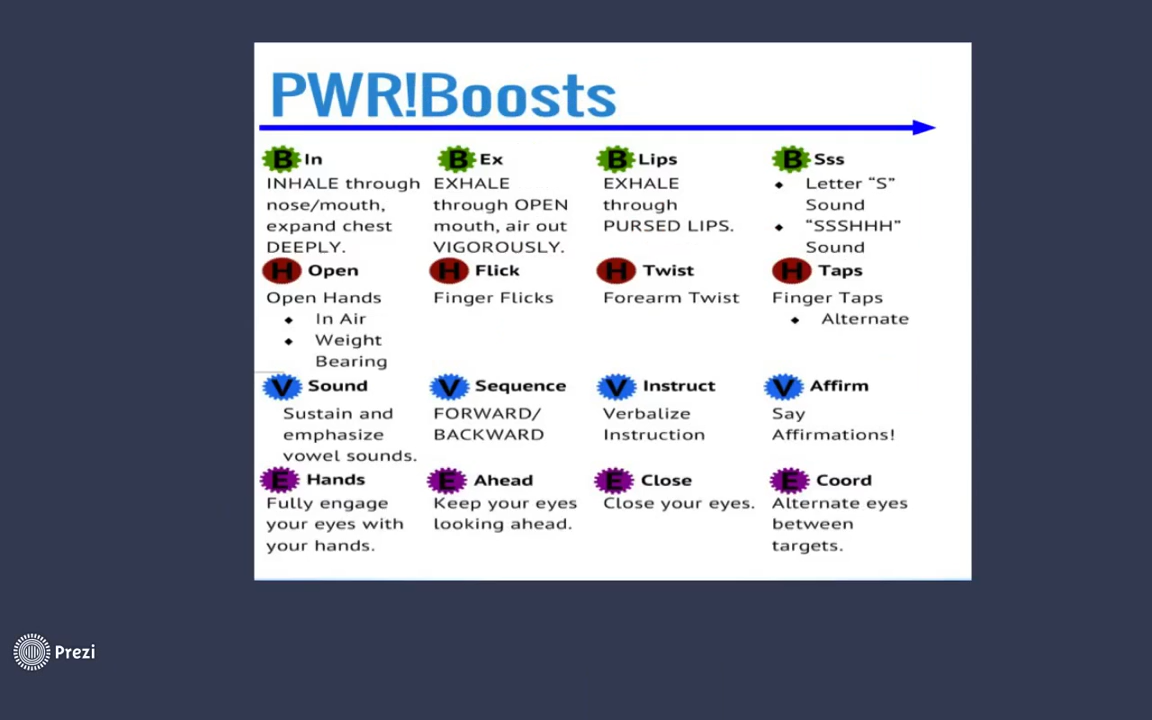 PWR!Boosts
B In
INHALE through
nose/mouth,
expand chest
DEEPLY.
B Ex
EXHALE
through OPEN
mouth, air out
VIGOROUSLY.
B Lips
EXHALE
through
PURSED LIPS.
B Sss
◆ Letter “S”
Sound
◆ “SSSHHH”
Sound
H Open
Open Hands
◆ In Air
◆ Weight
Bearing
H Flick
Finger Flicks
H Twist
Forearm Twist
H Taps
Finger Taps
◆ Alternate
V Sound
Sustain and
emphasize
vowel sounds.
V Sequence
FORWARD/
BACKWARD
V Instruct
Verbalize
Instruction
V Affirm
Say
Affirmations!
E Hands
Fully engage
your eyes with
your hands.
E Ahead
Keep your eyes
looking ahead.
E Close
Close your eyes.
E Coord
Alternate eyes
between
targets.
Prezi